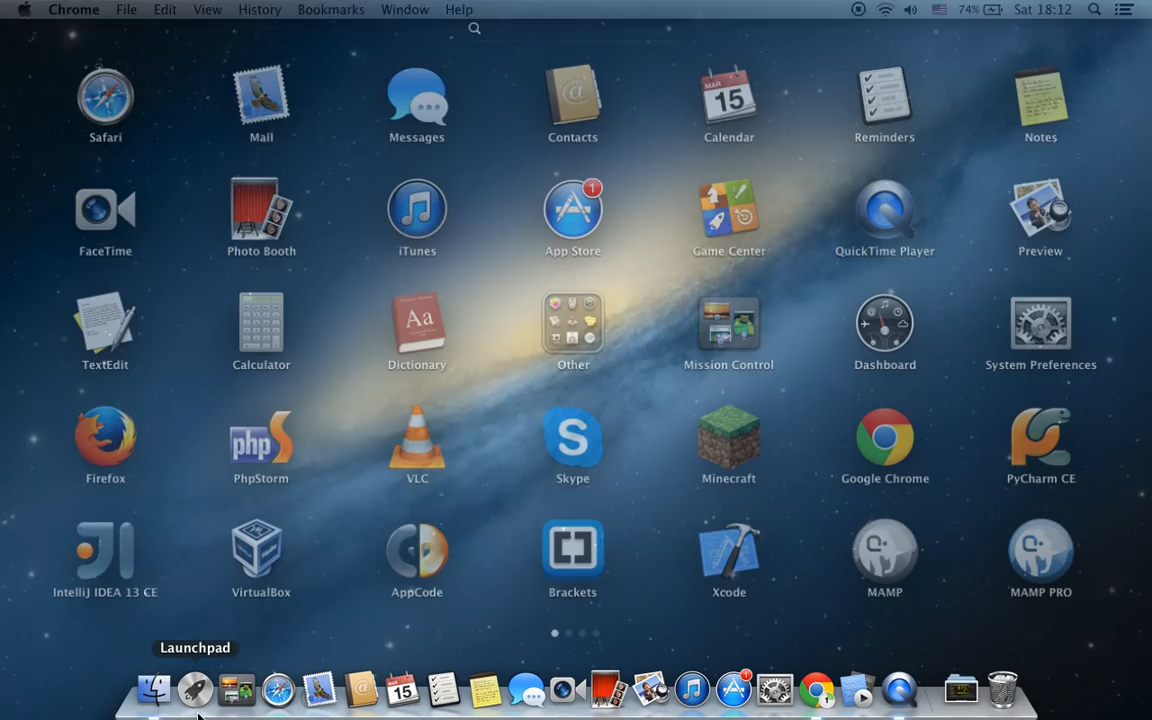 Chrome File Edit View History Bookmarks Window Help 74% Sat 18:12
Safari Mail Messages Contacts Calendar Reminders Notes
MAR
15
FaceTime Photo Booth iTunes App Store Game Center QuickTime Player Preview
1
TextEdit Calculator Dictionary Other Mission Control Dashboard System Preferences
Aa
Firefox PhpStorm VLC Skype Minecraft Google Chrome PyCharm CE
php S
S
IntelliJ IDEA 13 CE VirtualBox AppCode Brackets Xcode MAMP MAMP PRO
Launchpad
15
1
1